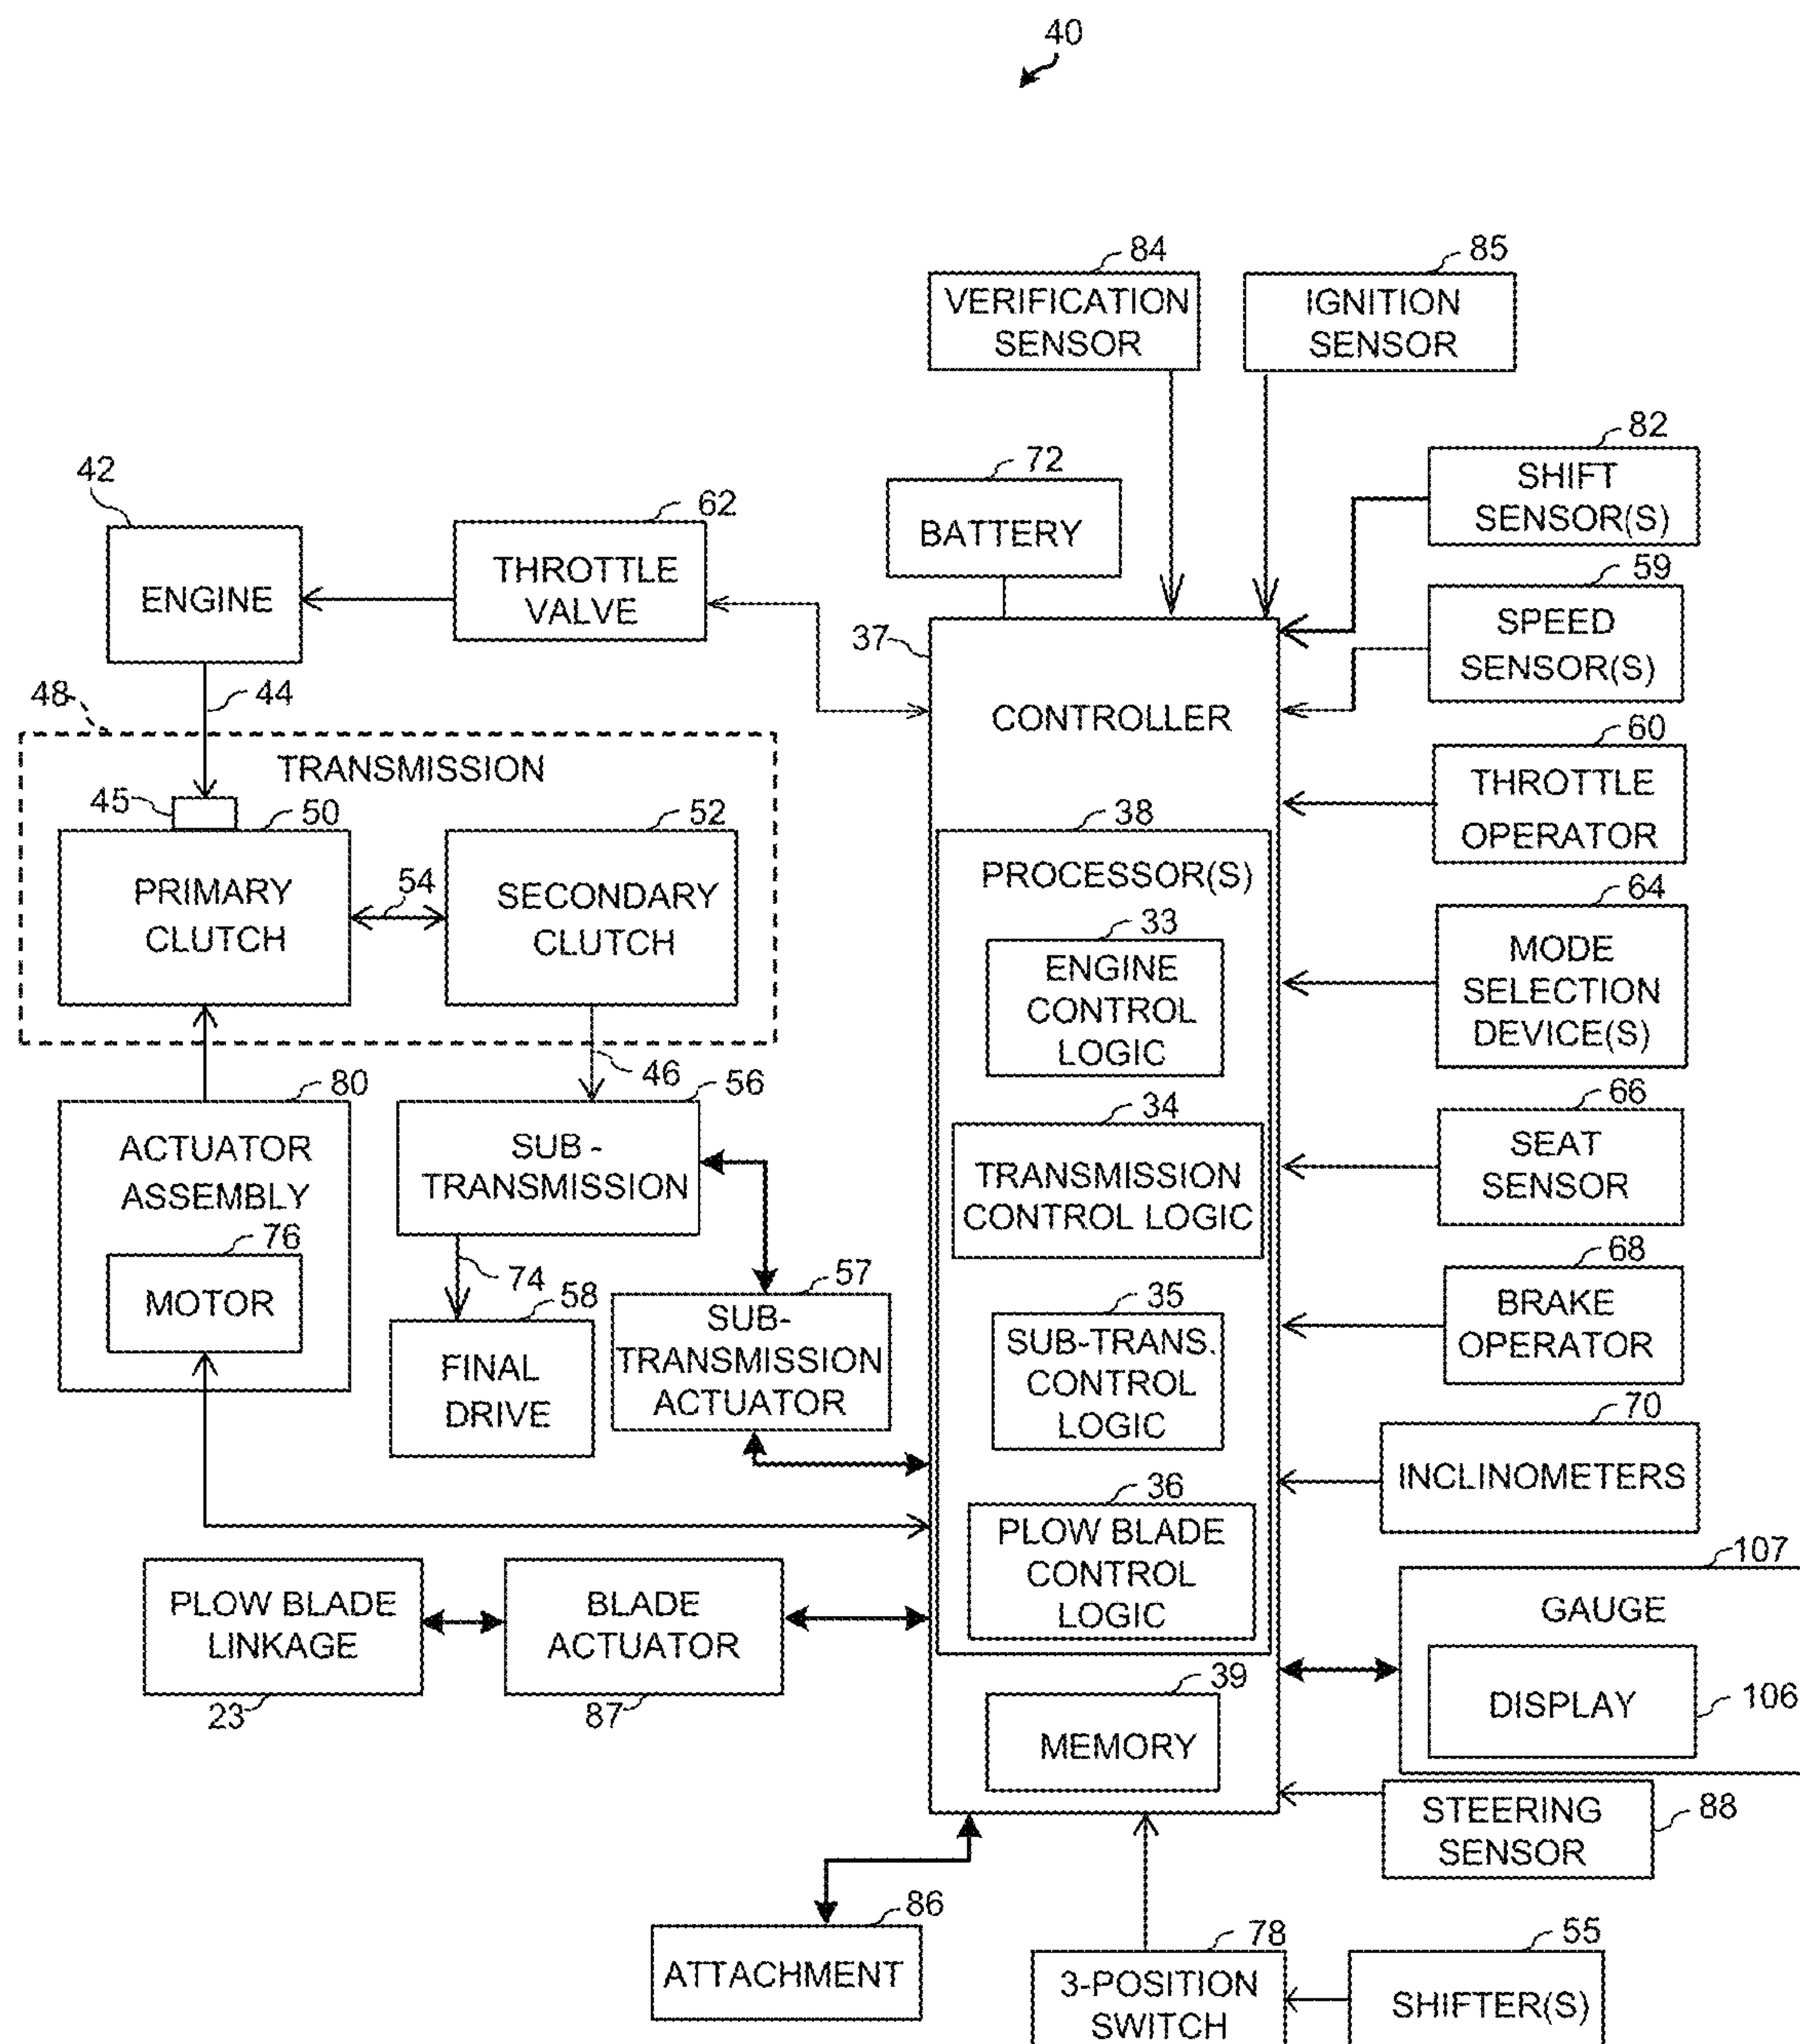 40
84
VERIFICATION
SENSOR
85
IGNITION
SENSOR
82
SHIFT
SENSOR(S)
72
BATTERY
42
ENGINE
62
THROTTLE
VALVE
59
SPEED
SENSOR(S)
37
CONTROLLER
48
44
TRANSMISSION
45
50
PRIMARY
CLUTCH
54
52
SECONDARY
CLUTCH
60
THROTTLE
OPERATOR
38
PROCESSOR(S)
33
ENGINE
CONTROL
LOGIC
64
MODE
SELECTION
DEVICE(S)
46
80
ACTUATOR
ASSEMBLY
76
MOTOR
56
SUB-
TRANSMISSION
34
TRANSMISSION
CONTROL LOGIC
66
SEAT
SENSOR
74
58
FINAL
DRIVE
57
SUB-
TRANSMISSION
ACTUATOR
35
SUB-TRANS.
CONTROL
LOGIC
68
BRAKE
OPERATOR
70
INCLINOMETERS
36
PLOW BLADE
CONTROL
LOGIC
PLOW BLADE
LINKAGE
23
BLADE
ACTUATOR
87
107
GAUGE
DISPLAY
106
39
MEMORY
STEERING
SENSOR
88
86
ATTACHMENT
78
3-POSITION
SWITCH
55
SHIFTER(S)